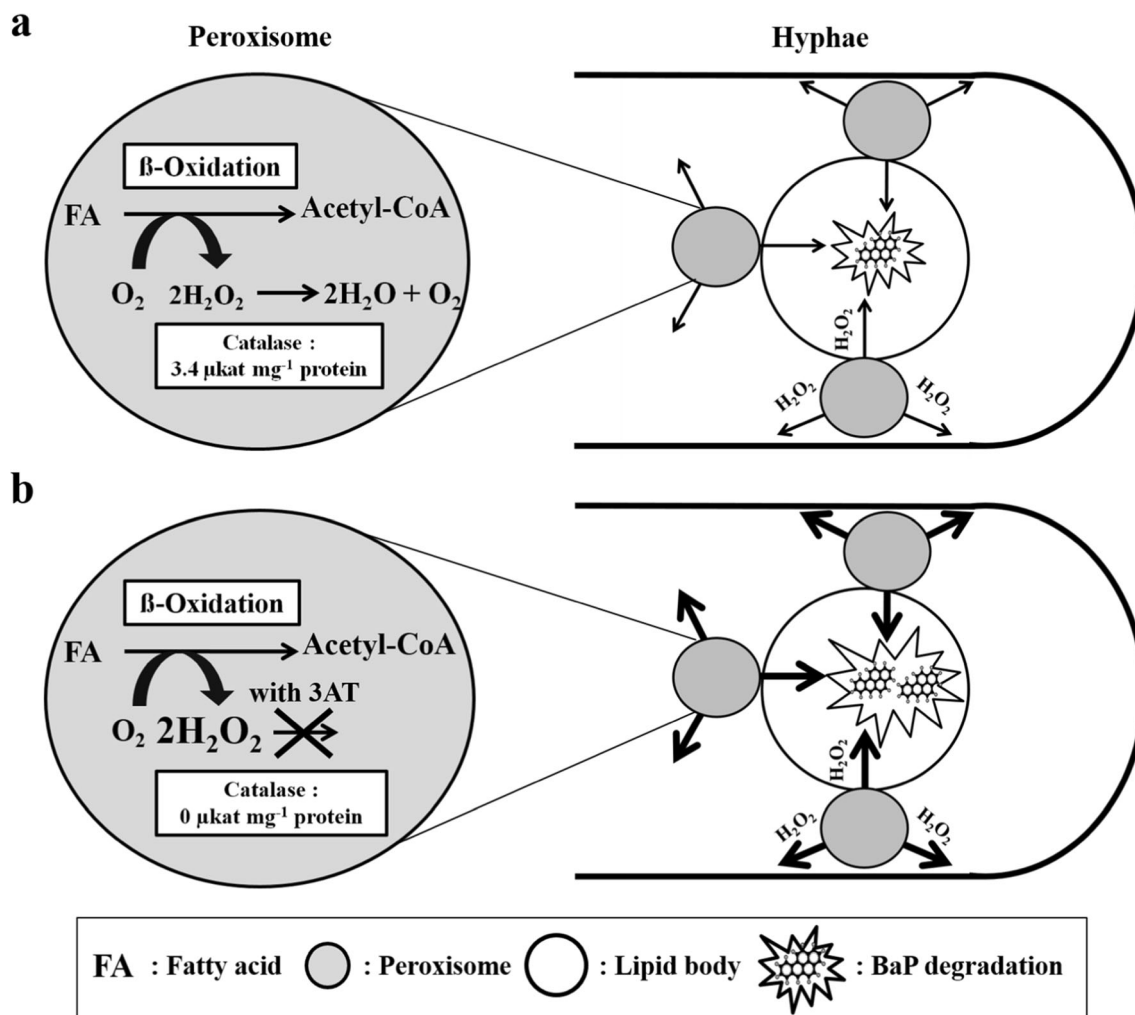 a
Peroxisome
Hyphae
ß-Oxidation
FA
Acetyl-CoA
O₂ 2H₂O₂ 2H₂O + O₂
Catalase :
3.4 µkat mg⁻¹ protein
H₂O₂
H₂O₂
H₂O₂
b
ß-Oxidation
FA
Acetyl-CoA
with 3AT
O₂ 2H₂O₂
Catalase :
0 µkat mg⁻¹ protein
H₂O₂
H₂O₂
H₂O₂
FA : Fatty acid : Peroxisome : Lipid body : BaP degradation